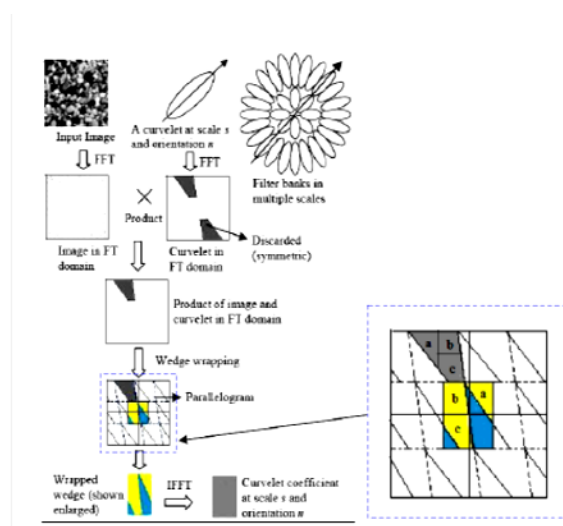 Input Image
A curvelet at scale s
and orientation n
FFT
FFT
Filter banks in
multiple scales
Product
Image in FT
domain
Curvelet in
FT domain
Discarded
(symmetric)
Product of image and
curvelet in FT domain
Wedge wrapping
Parallelogram
a
b
c
b
a
c
Wrapped
wedge (shown
enlarged)
IFFT
Curvelet coefficient
at scale s and
orientation n